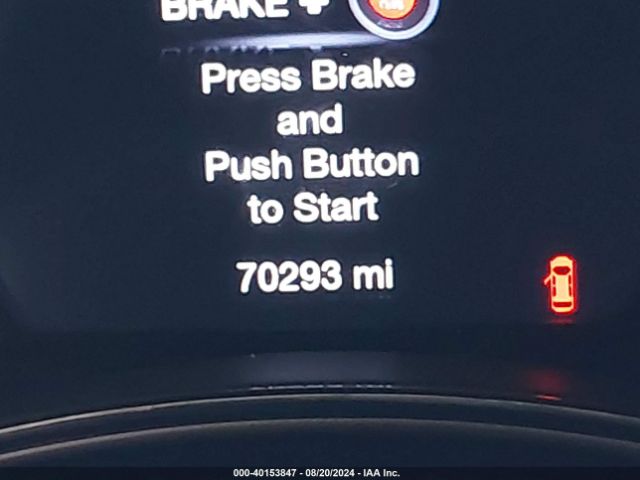 BRAKE +
Press Brake
and
Push Button
to Start
70293 mi
000-40153847 - 08/20/2024 - IAA Inc.